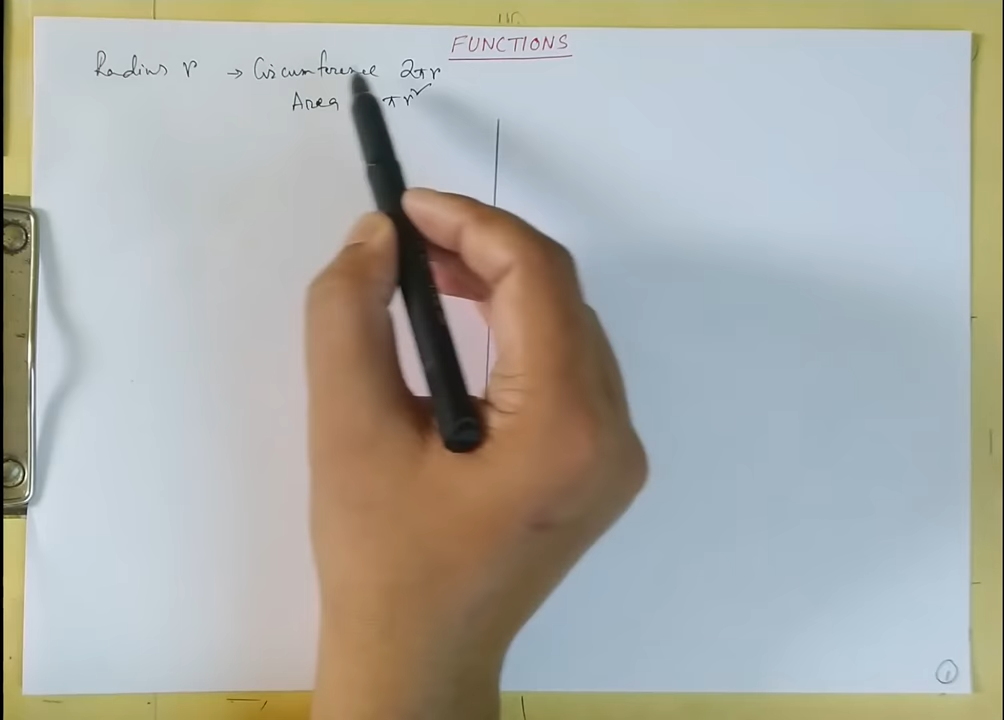 FUNCTIONS
Radius r → Circumference 2πr
Area πr²
1